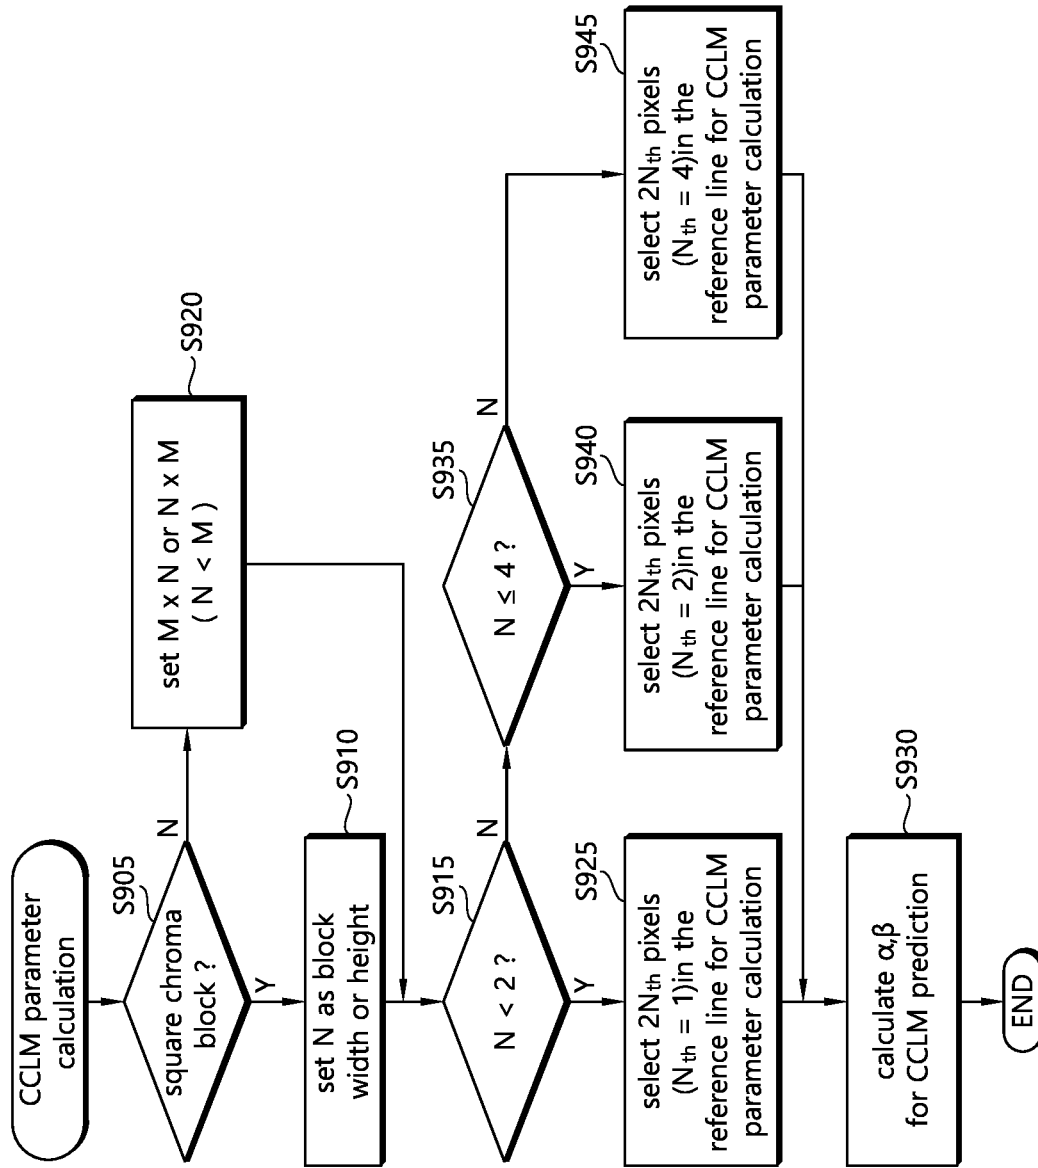 CCLM parameter
calculation
S905
square chroma
block ?
N
Y
S920
set M x N or N x M
( N < M )
S910
set N as block
width or height
S915
N < 2 ?
N
Y
S935
N ≤ 4 ?
N
Y
S925
select 2Nth pixels
(Nth = 1)in the
reference line for CCLM
parameter calculation
S940
select 2Nth pixels
(Nth = 2)in the
reference line for CCLM
parameter calculation
S945
select 2Nth pixels
(Nth = 4)in the
reference line for CCLM
parameter calculation
S930
calculate α,β
for CCLM prediction
END